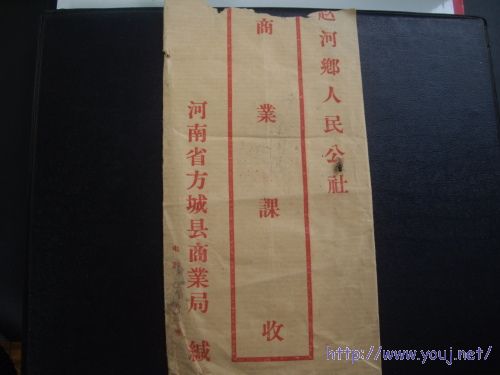 赵河鄉人民公社
商業課 收
河南省方城县商業局 緘
http://www.youj.net/